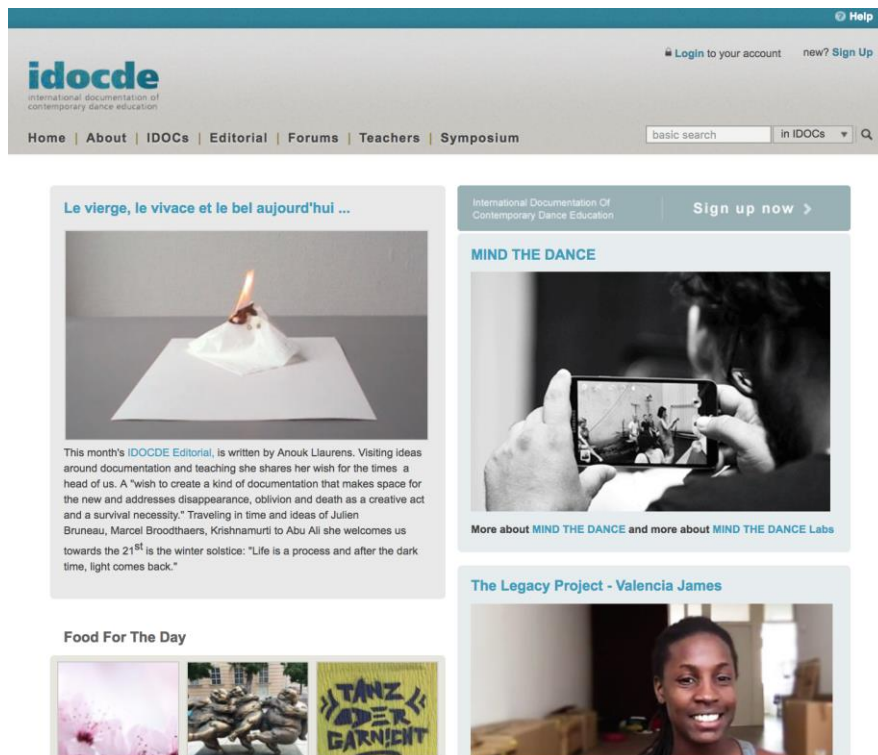 Help
Login to your account new? Sign Up
idocde
international documentation of
contemporary dance education
Home | About | IDOCs | Editorial | Forums | Teachers | Symposium
basic search in IDOCs
Le vierge, le vivace et le bel aujourd'hui ...
This month's IDOCDE Editorial, is written by Anouk Llaurens. Visiting ideas
around documentation and teaching she shares her wish for the times a
head of us. A "wish to create a kind of documentation that makes space for
the new and addresses disappearance, oblivion and death as a creative act
and a survival necessity." Traveling in time and ideas of Julien
Bruneau, Marcel Broodthaers, Krishnamurti to Abu Ali she welcomes us
towards the 21st is the winter solstice: "Life is a process and after the dark
time, light comes back."
Food For The Day
TANZ
DER
GARNICHT
International Documentation Of
Contemporary Dance Education
Sign up now >
MIND THE DANCE
More about MIND THE DANCE and more about MIND THE DANCE Labs
The Legacy Project - Valencia James